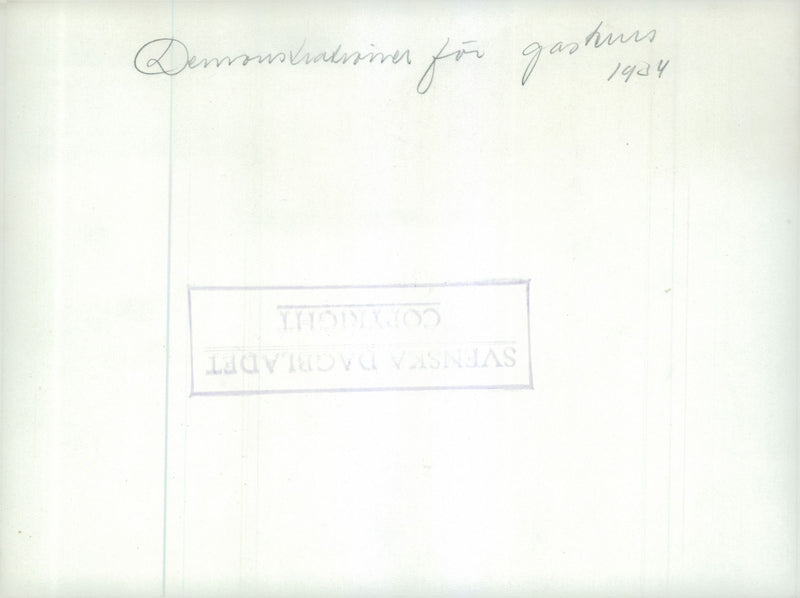 Demonstrationer för gaskurs
1934
SVENSKA DAGBLADET
COPYRIGHT